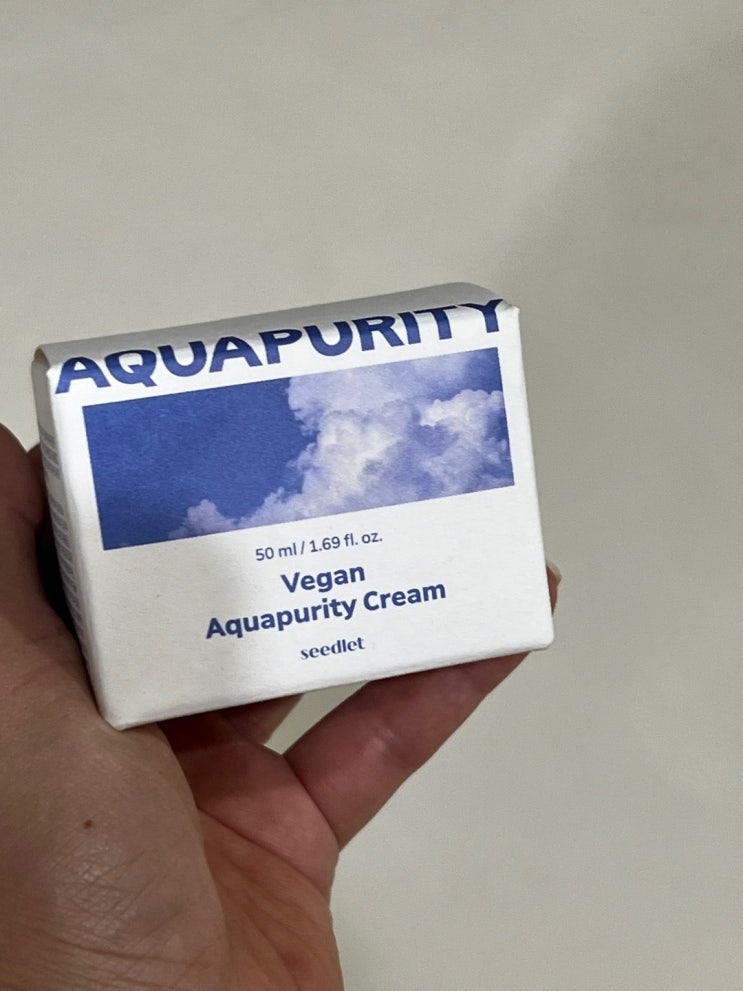 AQUAPURITY
50 ml / 1.69 fl. oz.
Vegan
Aquapurity Cream
seedlet